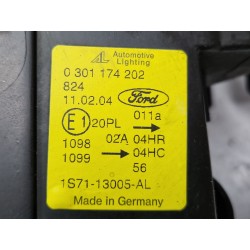 AL Automotive Lighting
0 301 174 202
824
11.02.04 Ford
E1 20PL 011a
02A 04HR
1098 04HC
1099 56
1S71-13005-AL
Made in Germany